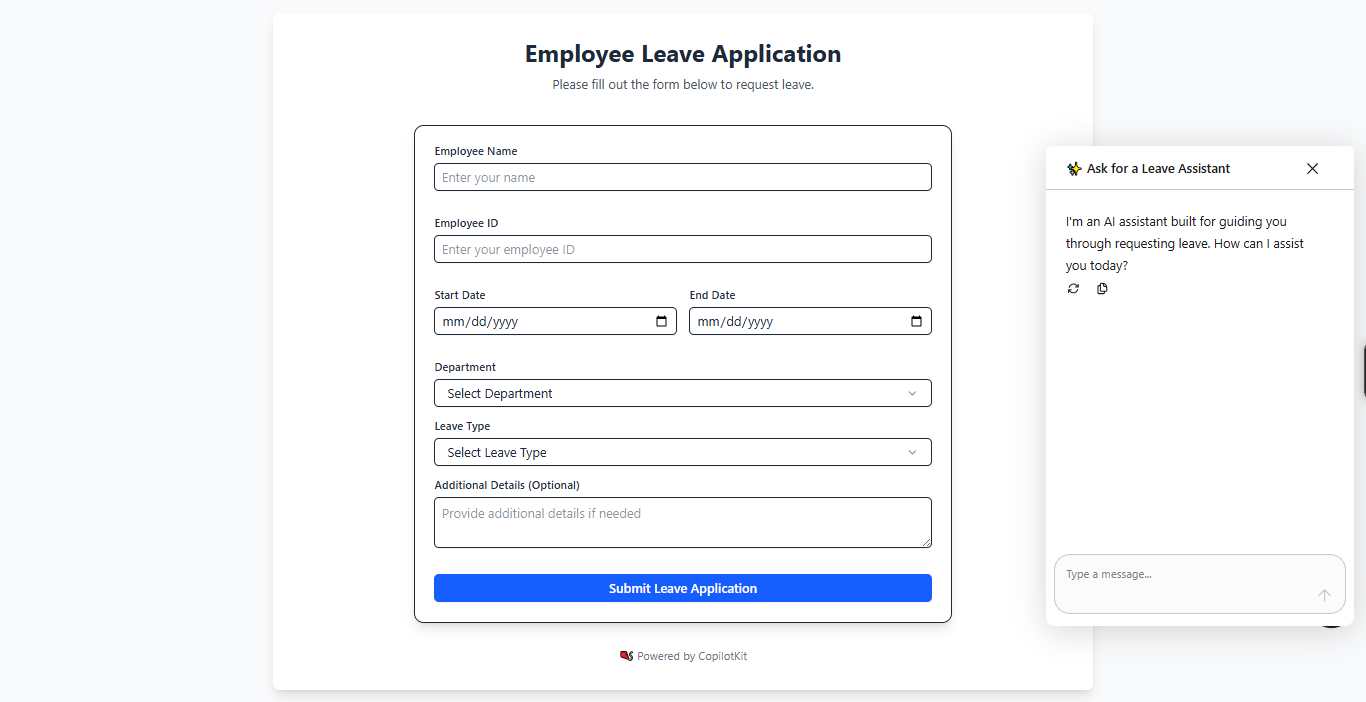 Employee Leave Application
Please fill out the form below to request leave.
Employee Name
Enter your name
Employee ID
Enter your employee ID
Start Date End Date
mm/dd/yyyy mm/dd/yyyy
Department
Select Department
Leave Type
Select Leave Type
Additional Details (Optional)
Provide additional details if needed
Submit Leave Application
Powered by CopilotKit
Ask for a Leave Assistant
I'm an AI assistant built for guiding you
through requesting leave. How can I assist
you today?
Type a message...